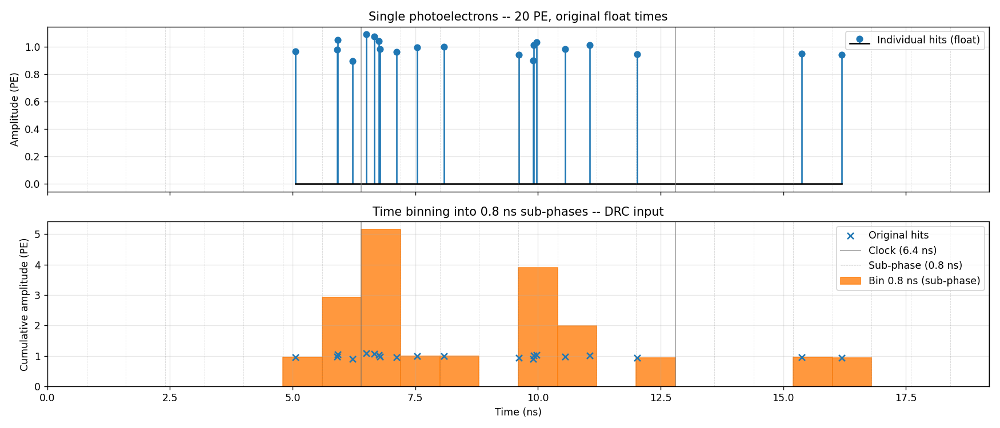 Single photoelectrons -- 20 PE, original float times
Individual hits (float)
Amplitude (PE)
1.0
0.8
0.6
0.4
0.2
0.0
Time binning into 0.8 ns sub-phases -- DRC input
Original hits
Clock (6.4 ns)
Sub-phase (0.8 ns)
Bin 0.8 ns (sub-phase)
Cumulative amplitude (PE)
5
4
3
2
1
0
0.0 2.5 5.0 7.5 10.0 12.5 15.0 17.5
Time (ns)